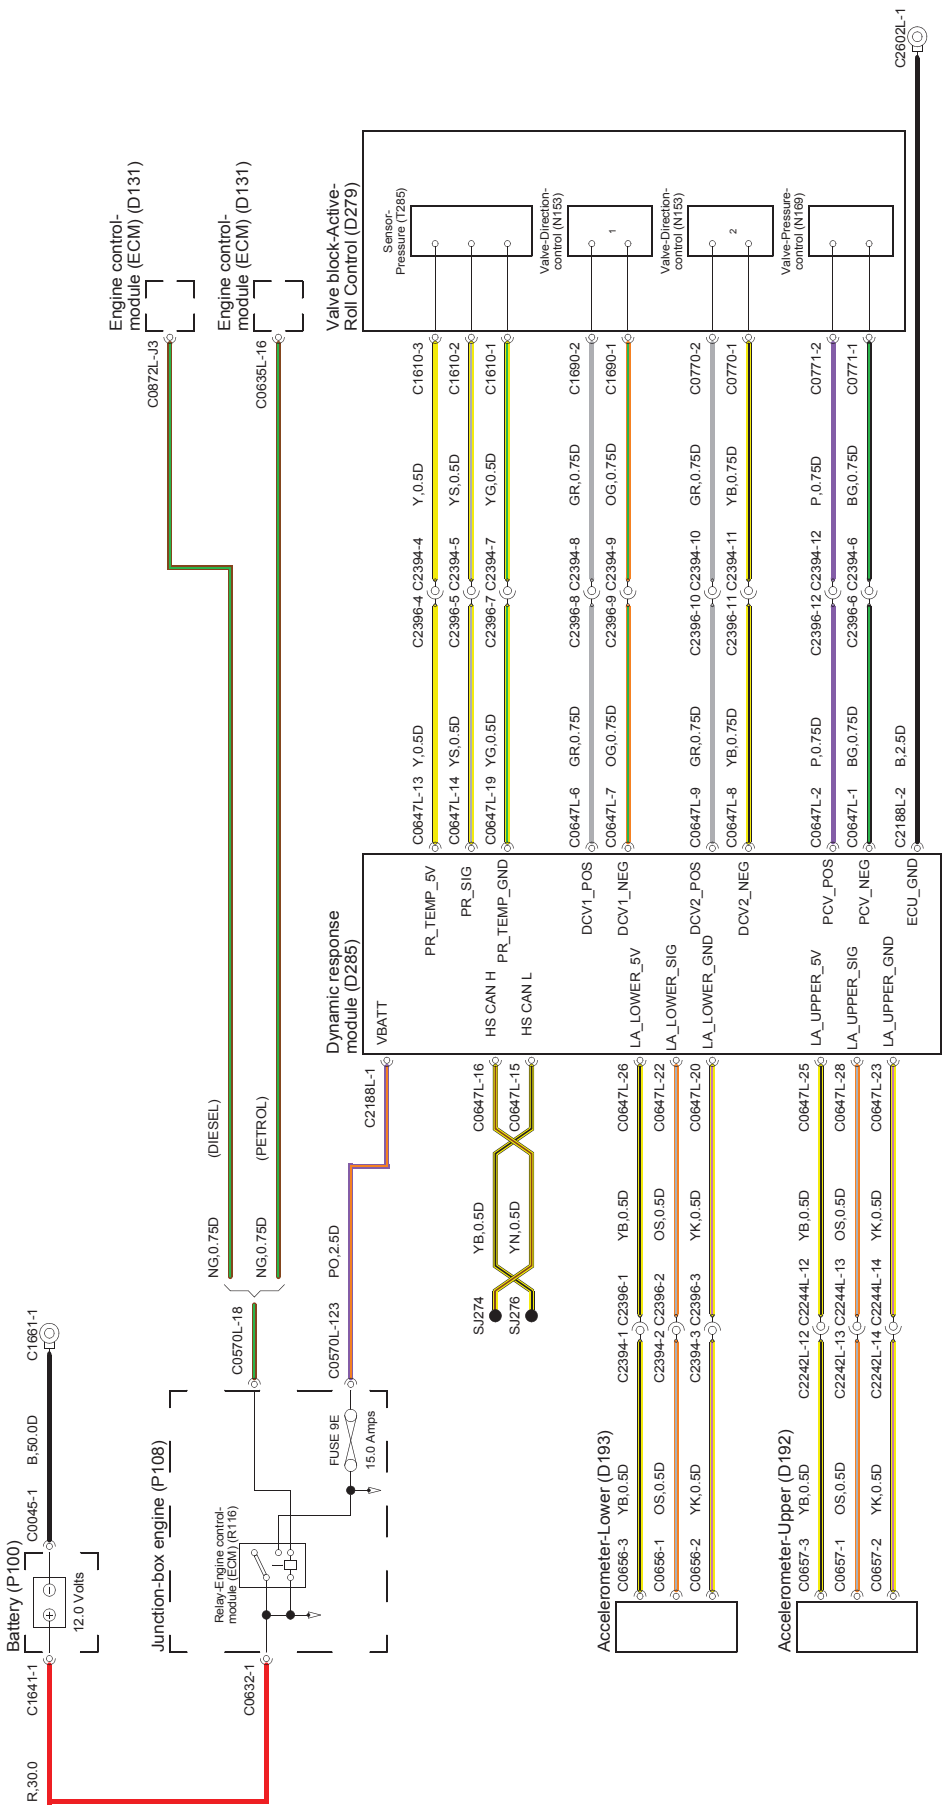 Battery (P100)
12.0 Volts
C1641-1
R,30.0
C0045-1
B,50.0D
C1661-1
Junction-box engine (P108)
Relay-Engine control-
module (ECM) (R116)
FUSE 9E
15.0 Amps
C0632-1
C0570L-18
C0570L-123
PO,2.5D
NG,0.75D
(DIESEL)
NG,0.75D
(PETROL)
C0872L-J3
Engine control-
module (ECM) (D131)
C0635L-16
Engine control-
module (ECM) (D131)
C2188L-1
Dynamic response
module (D285)
VBATT
HS CAN H
HS CAN L
LA_LOWER_5V
LA_LOWER_SIG
LA_LOWER_GND
LA_UPPER_5V
LA_UPPER_SIG
LA_UPPER_GND
PR_TEMP_5V
PR_SIG
PR_TEMP_GND
DCV1_POS
DCV1_NEG
DCV2_POS
DCV2_NEG
PCV_POS
PCV_NEG
ECU_GND
SJ274
YB,0.5D
C0647L-16
SJ276
YN,0.5D
C0647L-15
Accelerometer-Lower (D193)
C0656-3
YB,0.5D
C2394-1
C2396-1
YB,0.5D
C0647L-26
C0656-1
OS,0.5D
C2394-2
C2396-2
OS,0.5D
C0647L-22
C0656-2
YK,0.5D
C2394-3
C2396-3
YK,0.5D
C0647L-20
Accelerometer-Upper (D192)
C0657-3
YB,0.5D
C2242L-12
C2244L-12
YB,0.5D
C0647L-25
C0657-1
OS,0.5D
C2242L-13
C2244L-13
OS,0.5D
C0647L-28
C0657-2
YK,0.5D
C2242L-14
C2244L-14
YK,0.5D
C0647L-23
C0647L-13
Y,0.5D
C2396-4
C2394-4
Y,0.5D
C1610-3
C0647L-14
YS,0.5D
C2396-5
C2394-5
YS,0.5D
C1610-2
C0647L-19
YG,0.5D
C2396-7
C2394-7
YG,0.5D
C1610-1
C0647L-6
GR,0.75D
C2396-8
C2394-8
GR,0.75D
C1690-2
C0647L-7
OG,0.75D
C2396-9
C2394-9
OG,0.75D
C1690-1
C0647L-9
GR,0.75D
C2396-10
C2394-10
GR,0.75D
C0770-2
C0647L-8
YB,0.75D
C2396-11
C2394-11
YB,0.75D
C0770-1
C0647L-2
P,0.75D
C2396-12
C2394-12
P,0.75D
C0771-2
C0647L-1
BG,0.75D
C2396-6
C2394-6
BG,0.75D
C0771-1
C2188L-2
B,2.5D
C2602L-1
Valve block-Active-
Roll Control (D279)
Sensor-
Pressure (T285)
Valve-Direction-
control (N153)
1
Valve-Direction-
control (N153)
2
Valve-Pressure-
control (N169)